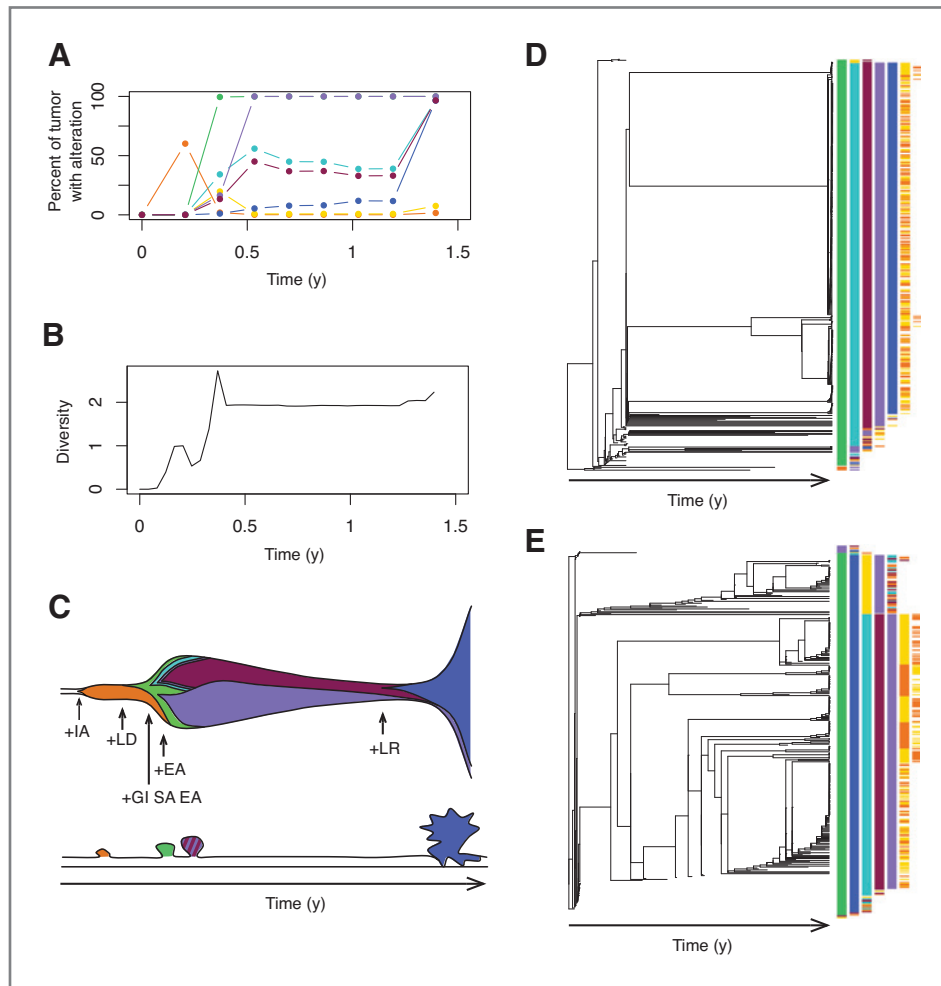 A
Percent of tumor
with alteration
100
50
0
0
0.5
1
1.5
Time (y)
B
Diversity
2
1
0
0
0.5
1
1.5
Time (y)
C
+IA
+LD
+EA
+GI SA EA
+LR
Time (y)
D
Time (y)
E
Time (y)